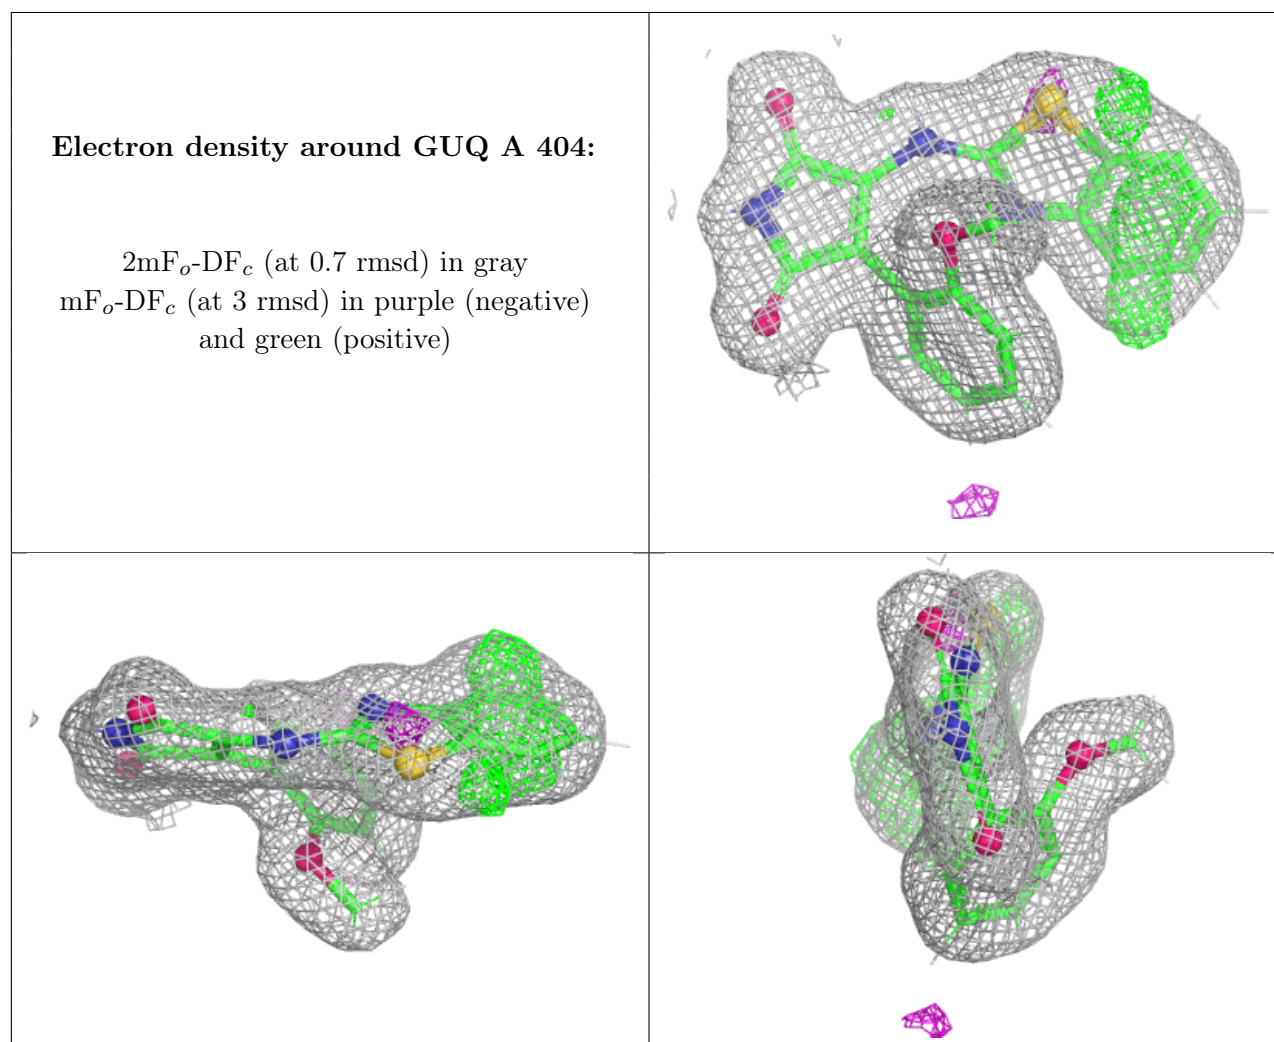 Electron density around GUQ A 404:
2mFo-DFc (at 0.7 rmsd) in gray
mFo-DFc (at 3 rmsd) in purple (negative)
and green (positive)